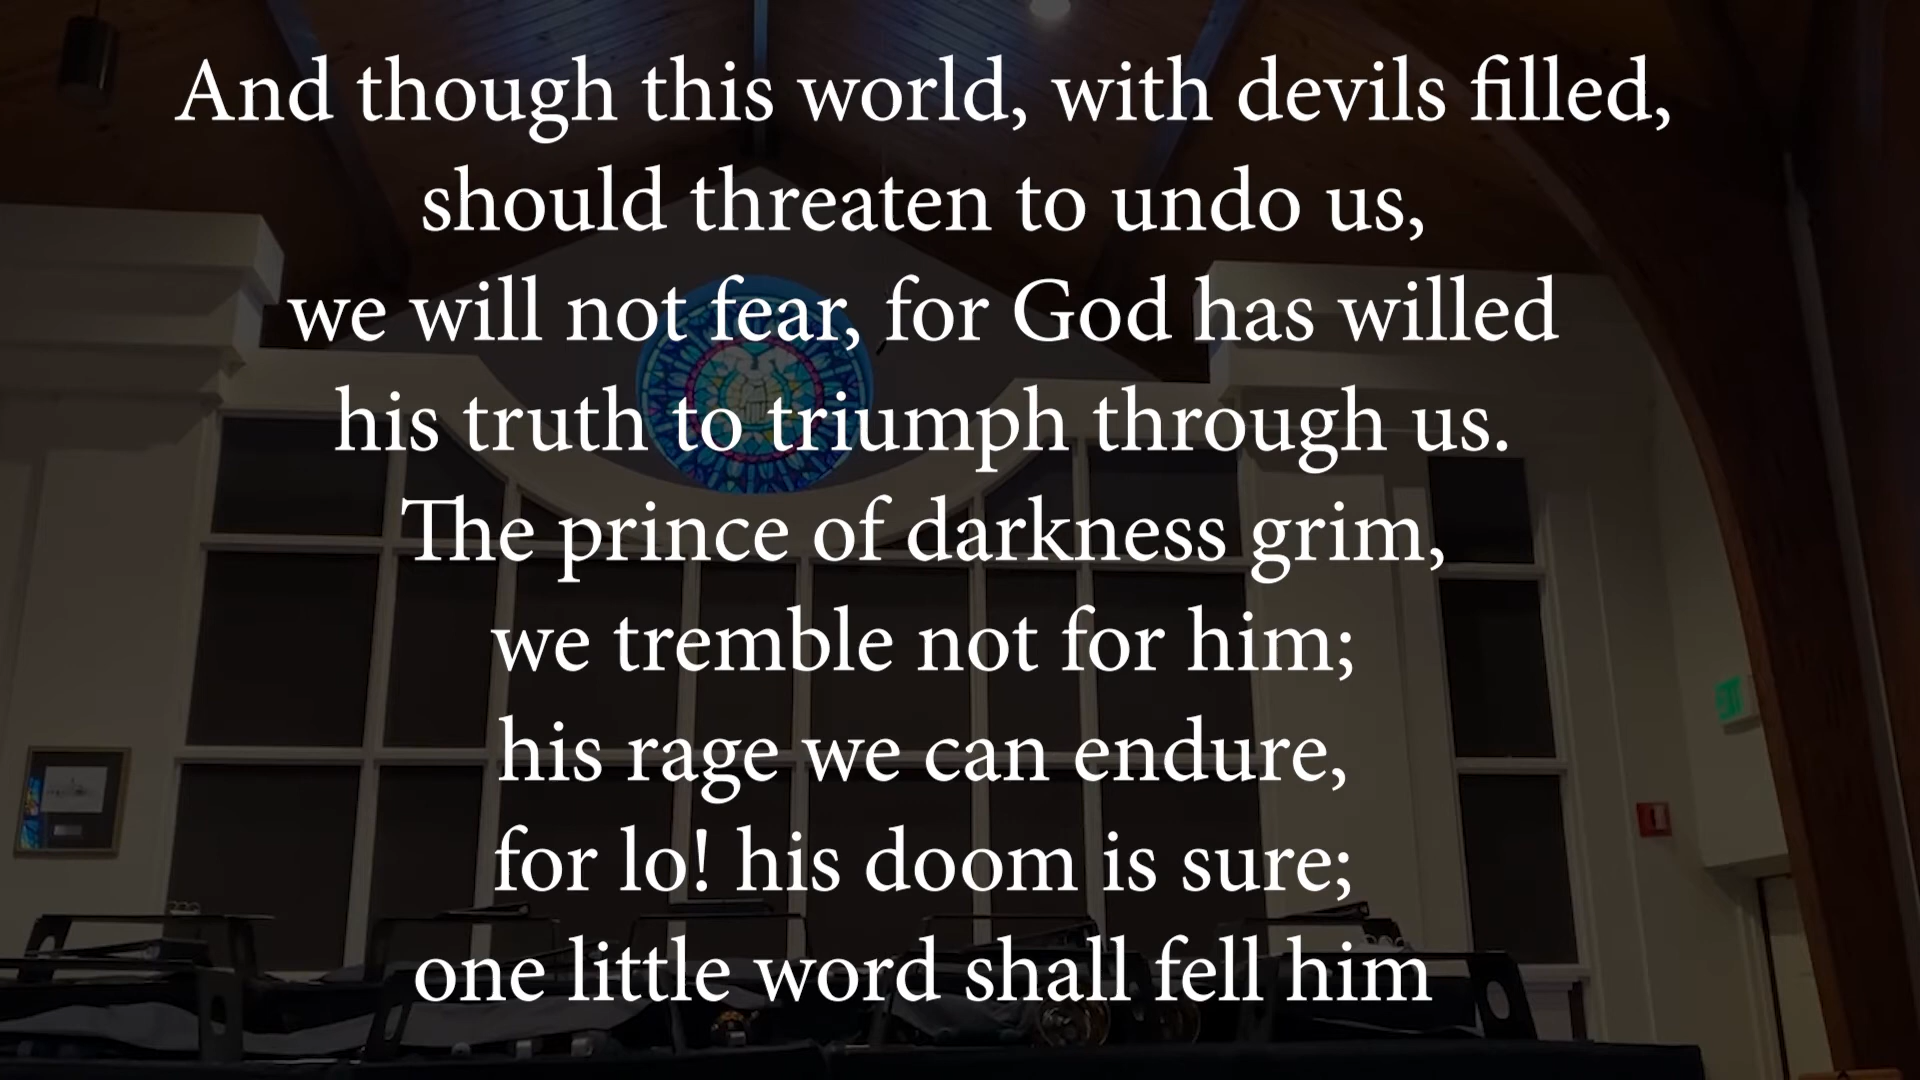 And though this world, with devils filled,
should threaten to undo us,
we will not fear, for God has willed
his truth to triumph through us.
The prince of darkness grim,
we tremble not for him;
his rage we can endure,
for lo! his doom is sure;
one little word shall fell him